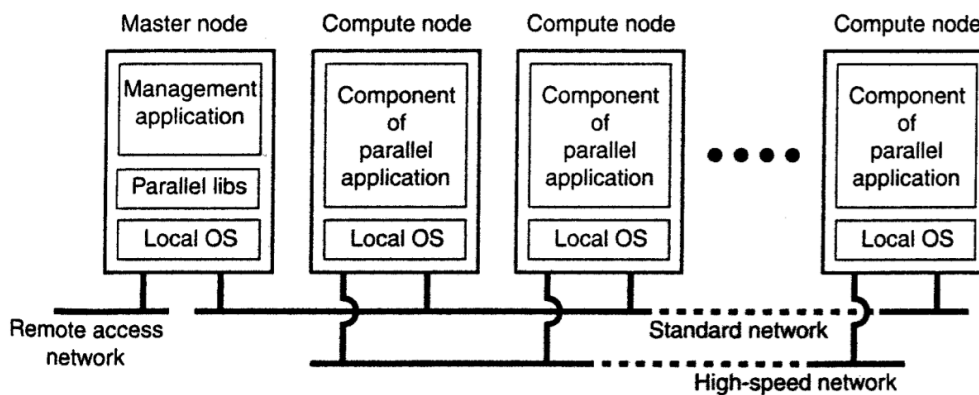 Master node
Compute node
Compute node
Compute node
Management
application
Parallel libs
Local OS
Component
of
parallel
application
Local OS
Component
of
parallel
application
Local OS
Component
of
parallel
application
Local OS
Remote access
network
Standard network
High-speed network